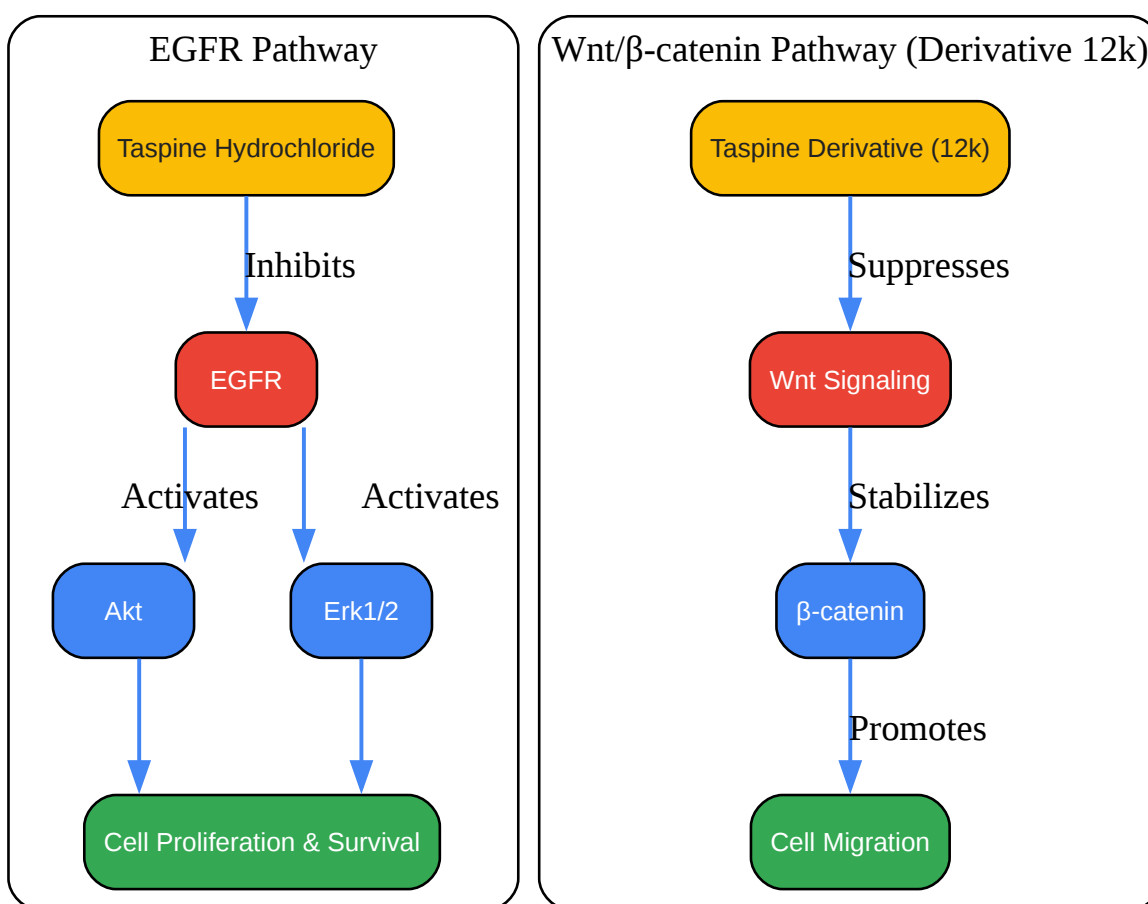 EGFR Pathway
Taspine Hydrochloride
Inhibits
EGFR
Activates
Activates
Akt
Erk1/2
Cell Proliferation & Survival
Wnt/β-catenin Pathway (Derivative 12k)
Taspine Derivative (12k)
Suppresses
Wnt Signaling
Stabilizes
β-catenin
Promotes
Cell Migration